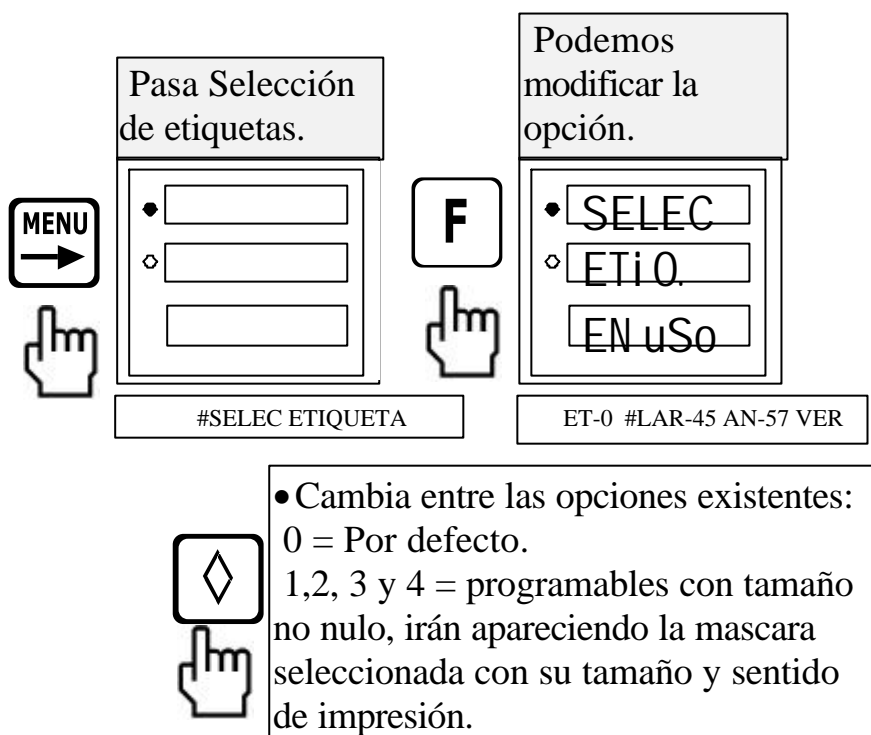 Pasa Selección
de etiquetas.
Podemos
modificar la
opción.
MENU
F
SELEC
ETi Q.
EN uSo
#SELEC ETIQUETA
ET-0 #LAR-45 AN-57 VER
• Cambia entre las opciones existentes:
0 = Por defecto.
1,2, 3 y 4 = programables con tamaño
no nulo, irán apareciendo la mascara
seleccionada con su tamaño y sentido
de impresión.